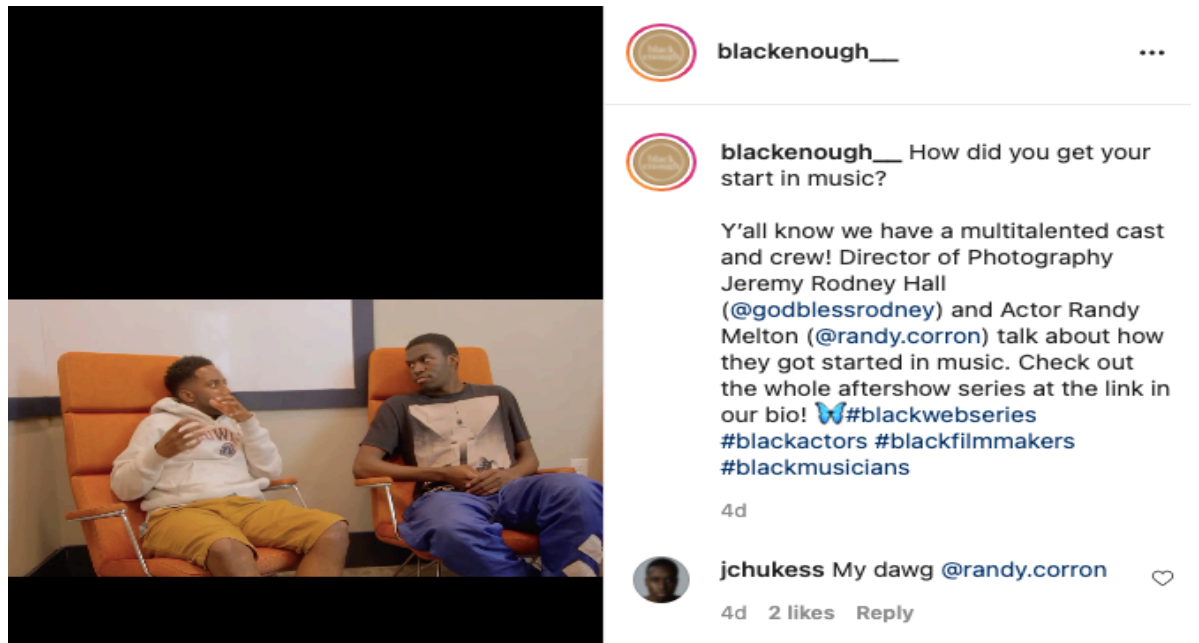 blackenough__
blackenough__ How did you get your
start in music?
Y'all know we have a multitalented cast
and crew! Director of Photography
Jeremy Rodney Hall
(@godblessrodney) and Actor Randy
Melton (@randy.corron) talk about how
they got started in music. Check out
the whole aftershow series at the link in
our bio! 🦋#blackwebseries
#blackactors #blackfilmmakers
#blackmusicians
4d
jchukess My dawg @randy.corron
4d 2 likes Reply